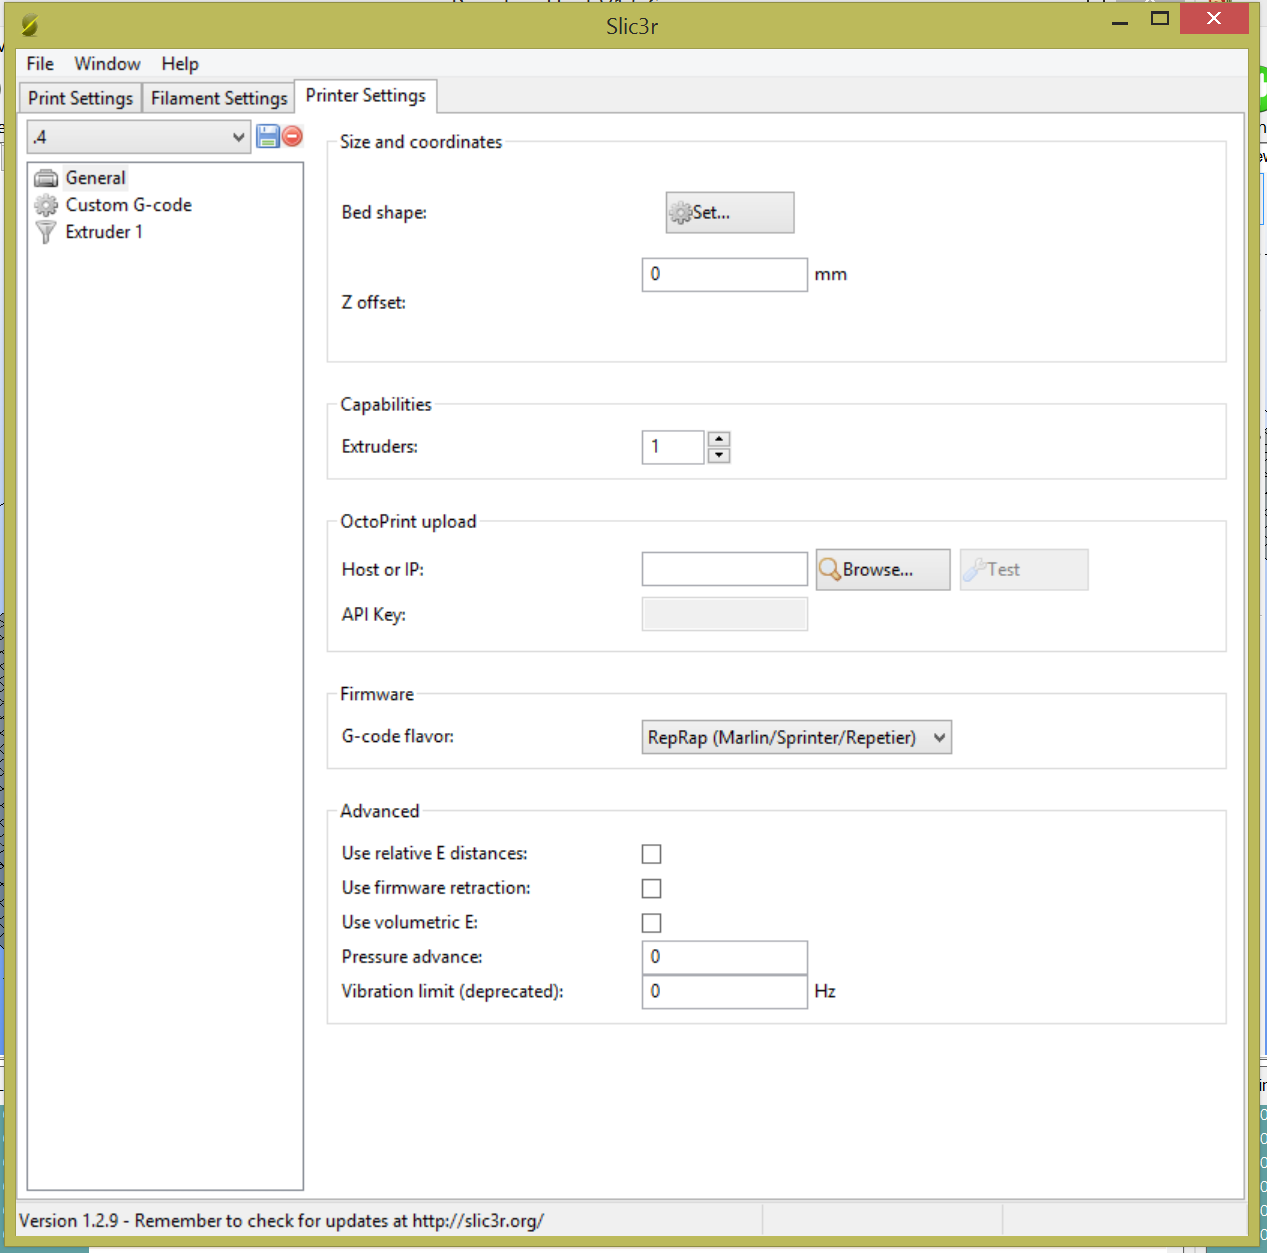 Slic3r
File Window Help
Print Settings Filament Settings Printer Settings
.4
General
Custom G-code
Extruder 1
Size and coordinates
Bed shape: Set...
0 mm
Z offset:
Capabilities
Extruders: 1
OctoPrint upload
Host or IP: Browse... Test
API Key:
Firmware
G-code flavor: RepRap (Marlin/Sprinter/Repetier)
Advanced
Use relative E distances:
Use firmware retraction:
Use volumetric E:
Pressure advance: 0
Vibration limit (deprecated): 0 Hz
Version 1.2.9 - Remember to check for updates at http://slic3r.org/